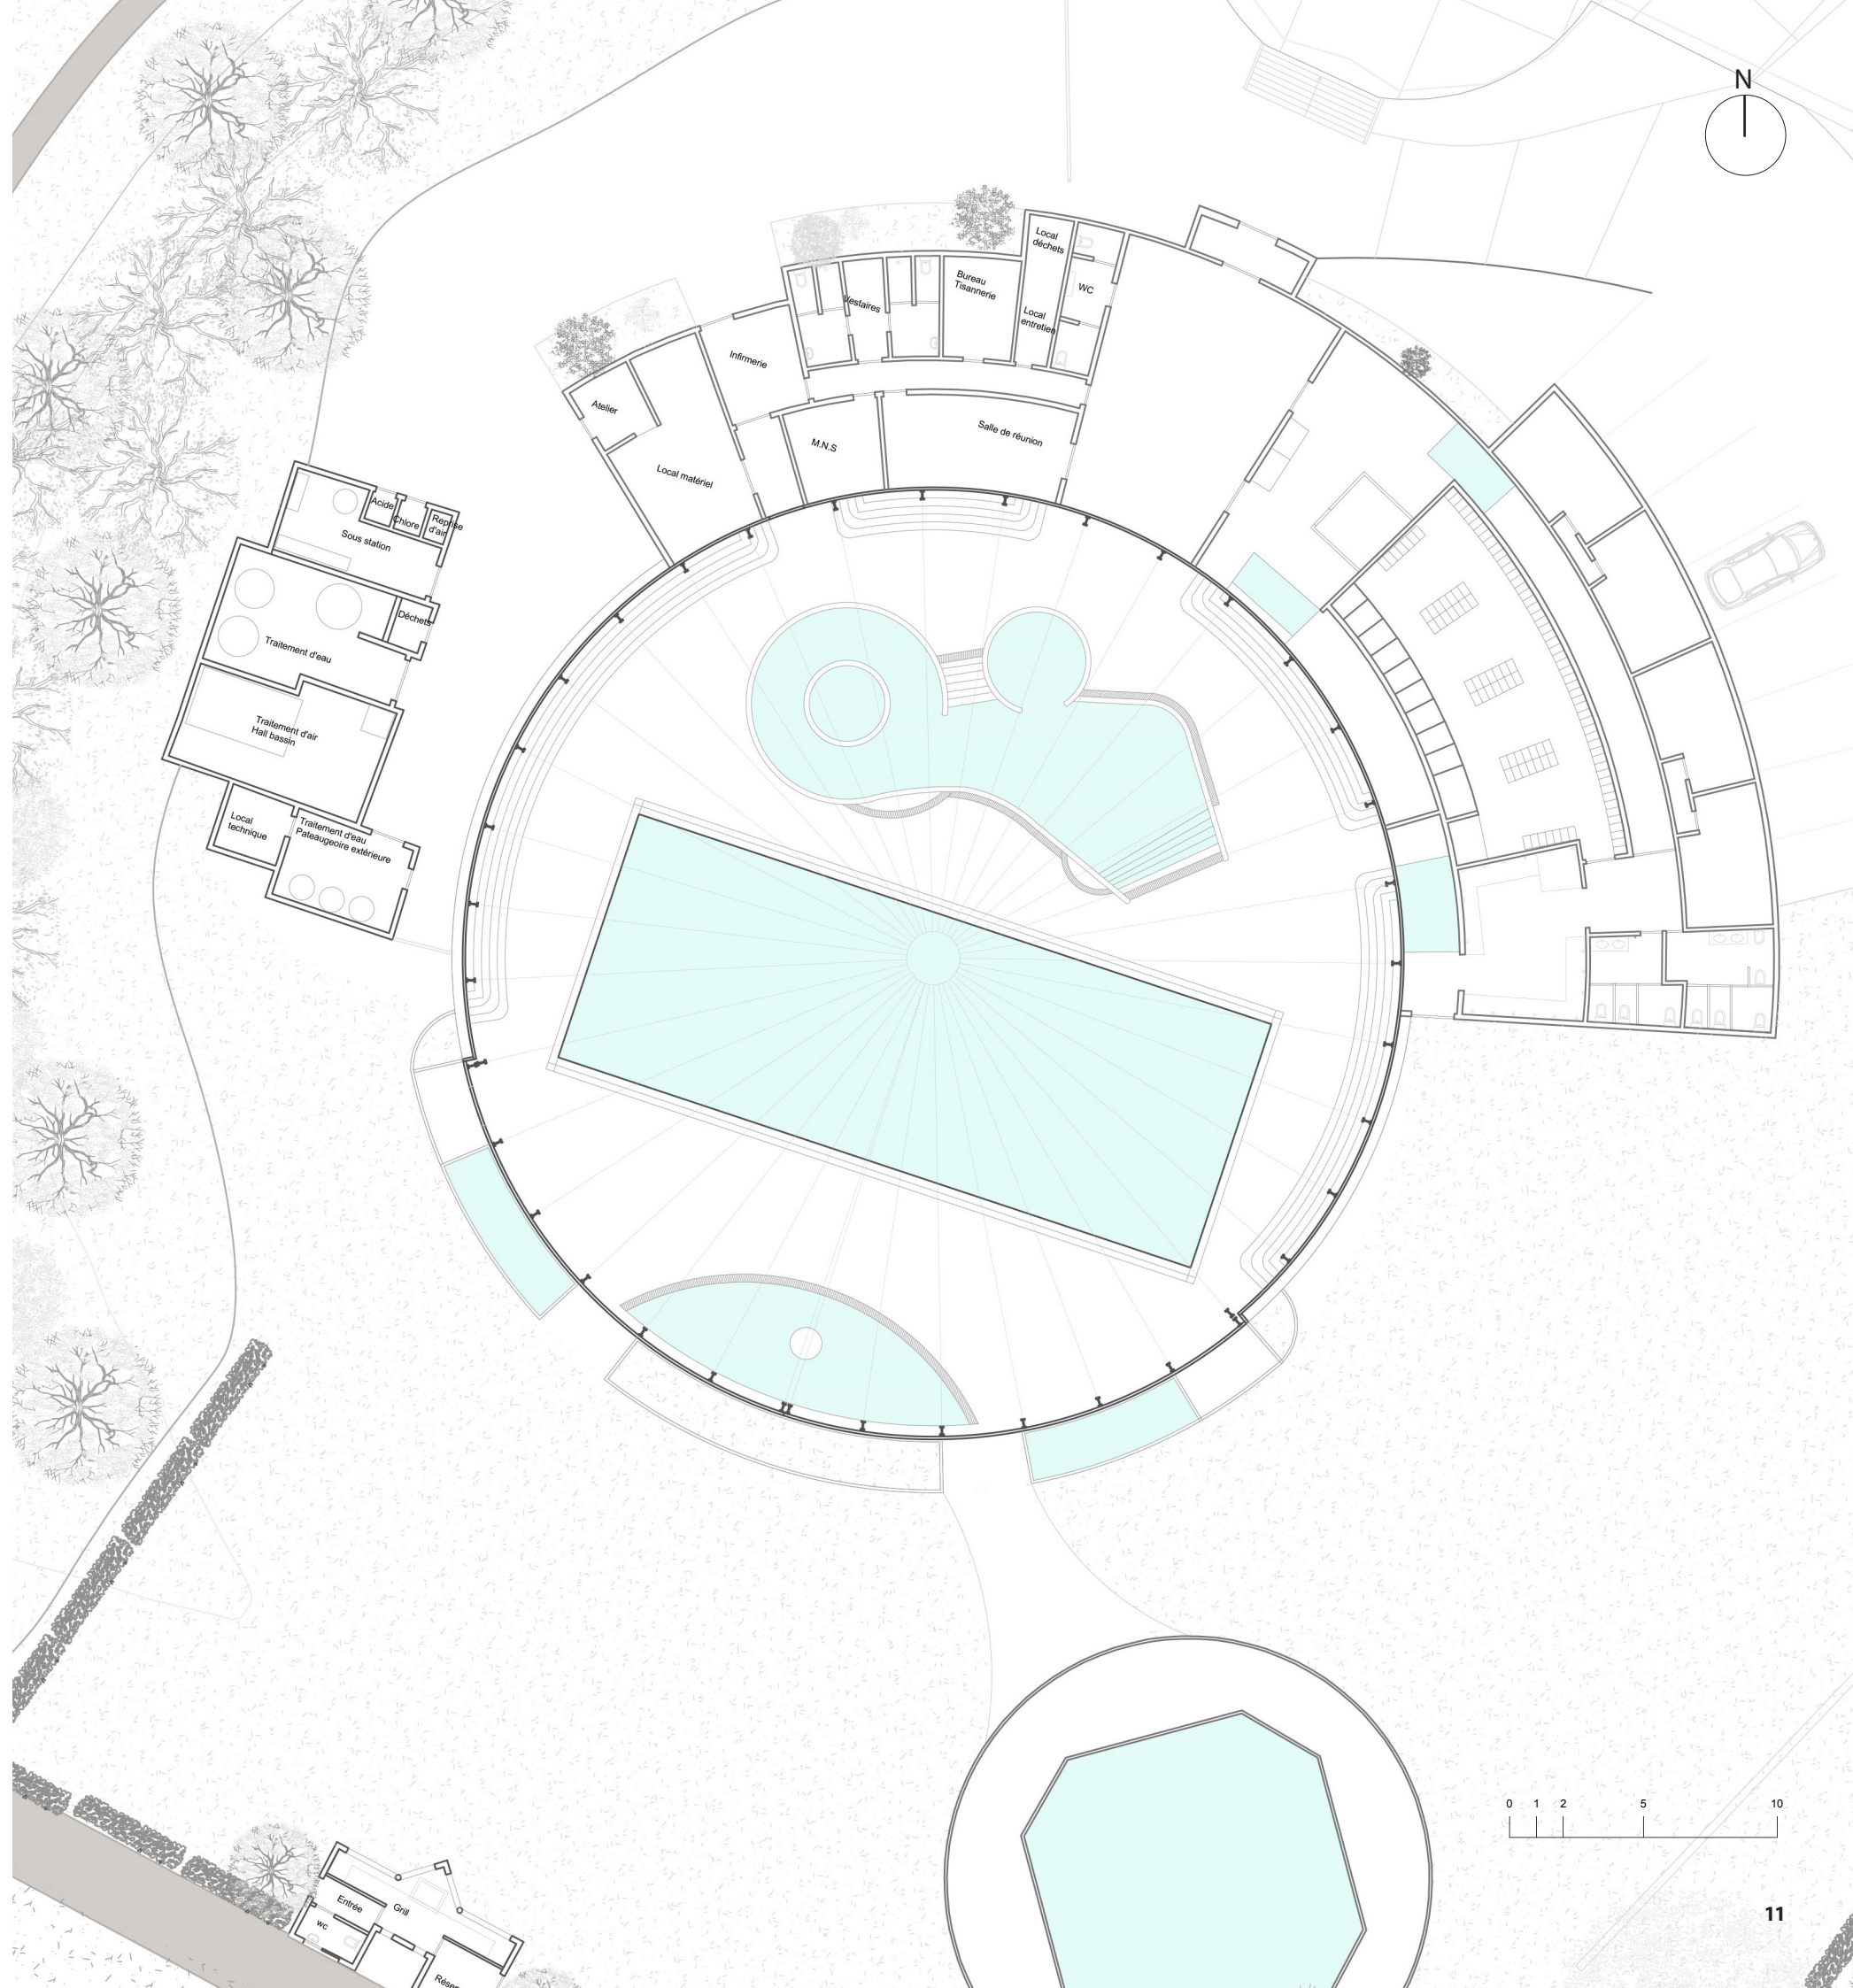 N
Local
déchets
WC
Bureau
Tisannerie
Vestaires
Local
entretien
Infirmerie
Atelier
Salle de réunion
M.N.S
Local matériel
Acide
Chlore
Reprise
d'air
Sous station
Déchets
Traitement d'eau
Traitement d'air
Hall bassin
Local
technique
Traitement d'eau
Pateaugeoire extérieure
0 1 2 5 10
11
Entrée
Grill
wc